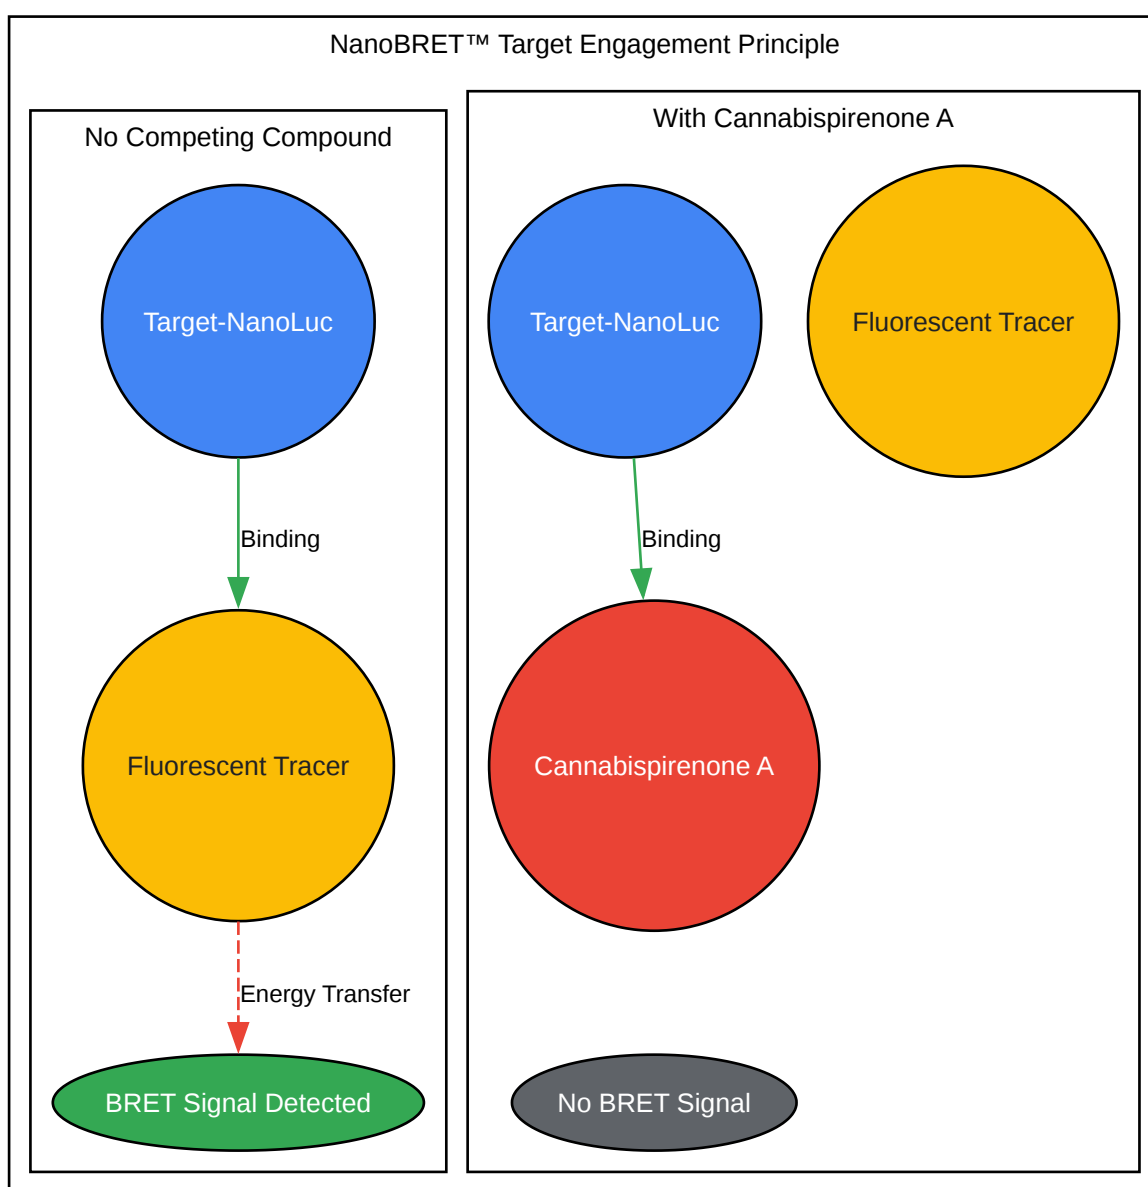 NanoBRET™ Target Engagement Principle
No Competing Compound
Target-NanoLuc
Binding
Fluorescent Tracer
Energy Transfer
BRET Signal Detected
With Cannabispirenone A
Target-NanoLuc
Fluorescent Tracer
Binding
Cannabispirenone A
No BRET Signal